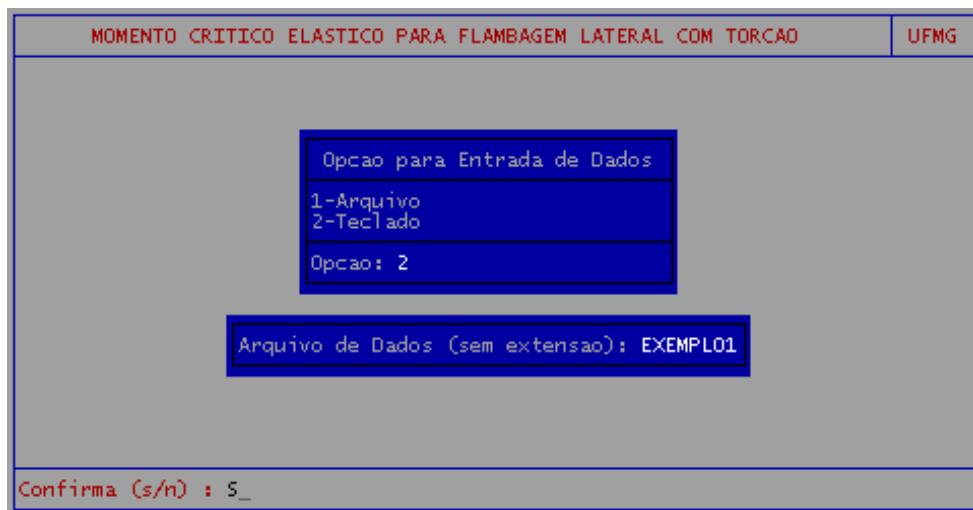 MOMENTO CRITICO ELASTICO PARA FLAMBAGEM LATERAL COM TORCAO UFMG
Opcao para Entrada de Dados
1-Arquivo
2-Teclado
Opcao: 2
Arquivo de Dados (sem extensao): EXEMPLO1
Confirma (s/n) : S_